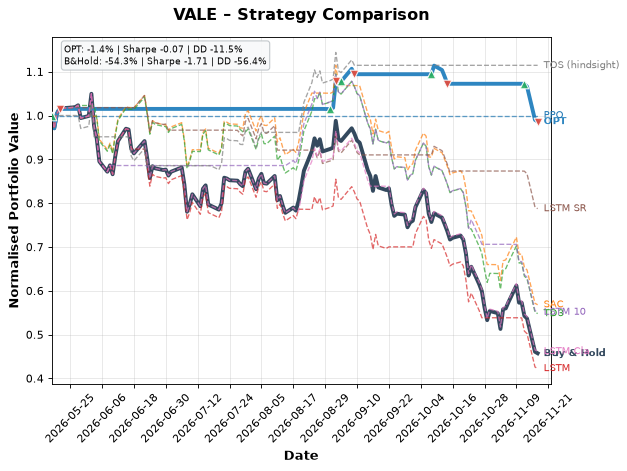 VALE – Strategy Comparison
OPT: -1.4% | Sharpe -0.07 | DD -11.5%
B&Hold: -54.3% | Sharpe -1.71 | DD -56.4%
TOS (hindsight)
PPO
OPT
LSTM SR
SAC
LSTM 10
Buy & Hold
LSTM
1.1
1.0
0.9
0.8
0.7
0.6
0.5
0.4
Normalised Portfolio Value
2026-05-25
2026-06-06
2026-06-18
2026-06-30
2026-07-12
2026-07-24
2026-08-05
2026-08-17
2026-08-29
2026-09-10
2026-09-22
2026-10-04
2026-10-16
2026-10-28
2026-11-09
2026-11-21
Date